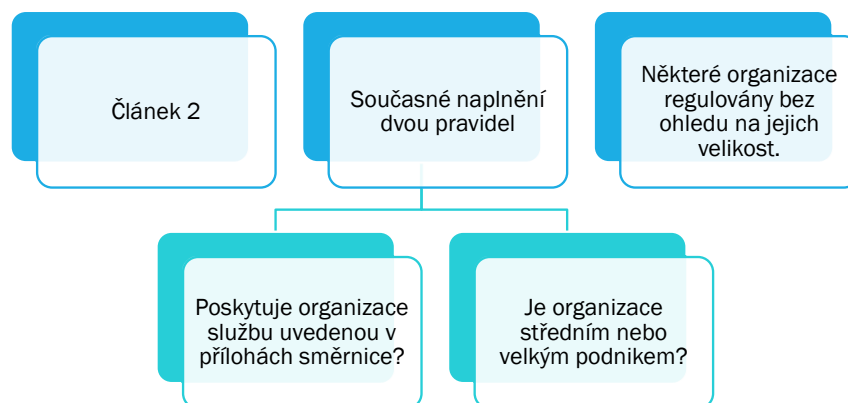 Článek 2
Současné naplnění
dvou pravidel
Některé organizace
regulovány bez
ohledu na jejich
velikost.
Poskytuje organizace
službu uvedenou v
přílohách směrnice?
Je organizace
středním nebo
velkým podnikem?